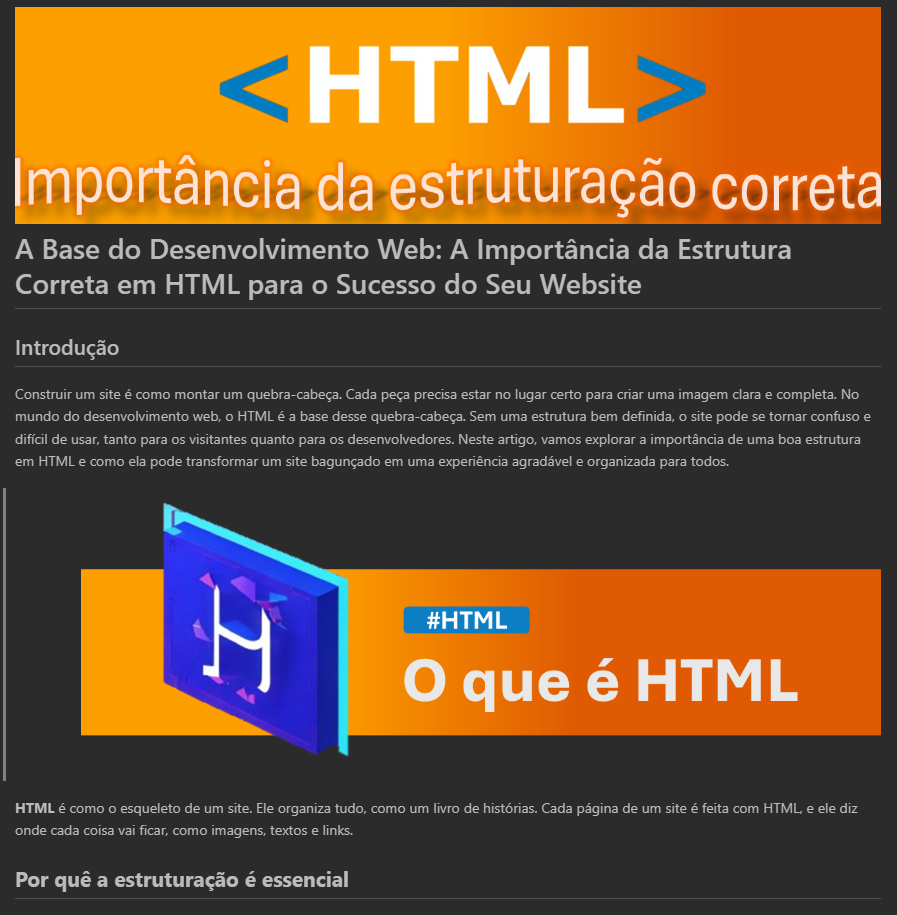 <HTML>
Importância da estruturação correta
A Base do Desenvolvimento Web: A Importância da Estrutura
Correta em HTML para o Sucesso do Seu Website
Introdução
Construir um site é como montar um quebra-cabeça. Cada peça precisa estar no lugar certo para criar uma imagem clara e completa. No
mundo do desenvolvimento web, o HTML é a base desse quebra-cabeça. Sem uma estrutura bem definida, o site pode se tornar confuso e
difícil de usar, tanto para os visitantes quanto para os desenvolvedores. Neste artigo, vamos explorar a importância de uma boa estrutura
em HTML e como ela pode transformar um site bagunçado em uma experiência agradável e organizada para todos.
H
#HTML
O que é HTML
HTML é como o esqueleto de um site. Ele organiza tudo, como um livro de histórias. Cada página de um site é feita com HTML, e ele diz
onde cada coisa vai ficar, como imagens, textos e links.
Por quê a estruturação é essencial